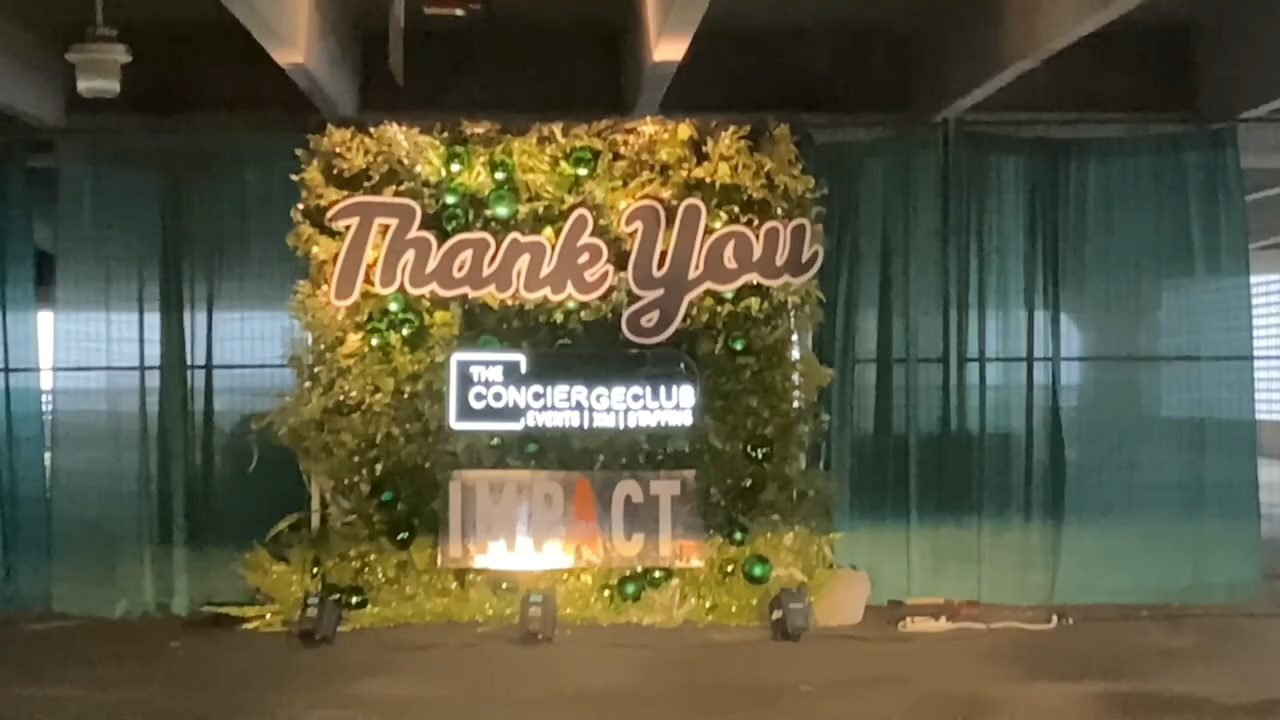 Thank You
THE
CONCIERGECLUB
EVENTS | XM | STAFFING
IMPACT